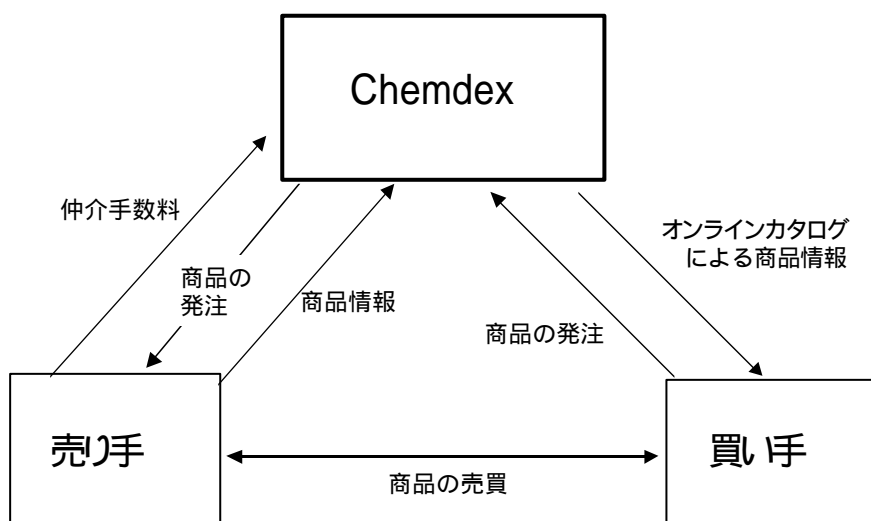 Chemdex
仲介手数料
オンラインカタログ
による商品情報
商品の
発注
商品情報
商品の発注
売り手
買い手
商品の売買